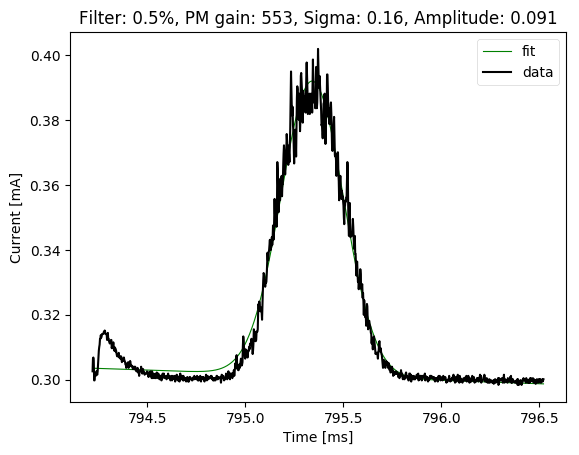 Filter: 0.5%, PM gain: 553, Sigma: 0.16, Amplitude: 0.091
fit
data
0.40
0.38
0.36
0.34
0.32
0.30
Current [mA]
794.5
795.0
795.5
796.0
796.5
Time [ms]